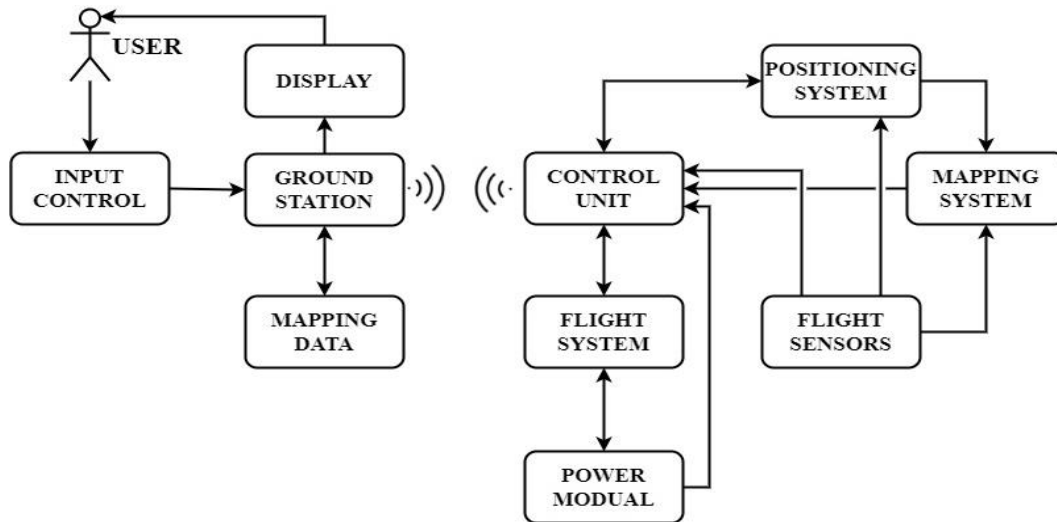 USER
DISPLAY
POSITIONING
SYSTEM
INPUT
CONTROL
GROUND
STATION
CONTROL
UNIT
MAPPING
SYSTEM
MAPPING
DATA
FLIGHT
SYSTEM
FLIGHT
SENSORS
POWER
MODUAL